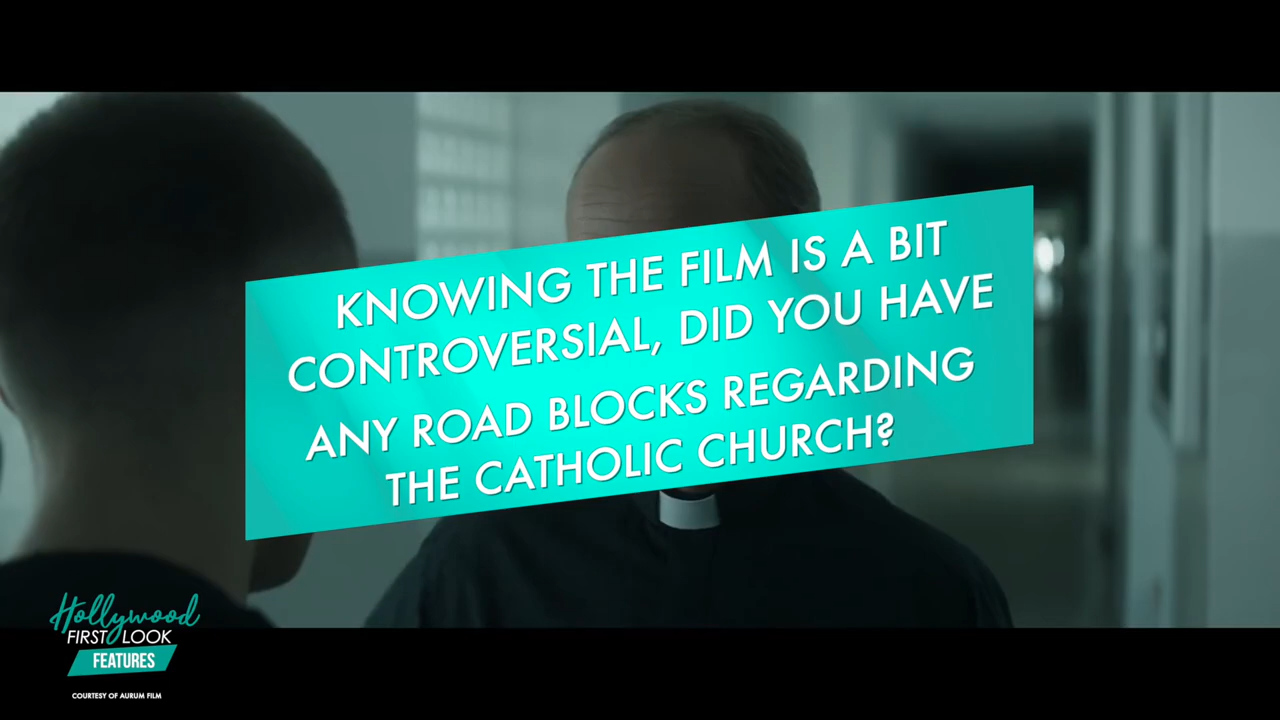 KNOWING THE FILM IS A BIT
CONTROVERSIAL, DID YOU HAVE
ANY ROAD BLOCKS REGARDING
THE CATHOLIC CHURCH?
Hollywood
FIRST LOOK
FEATURES
COURTESY OF AURUM FILM